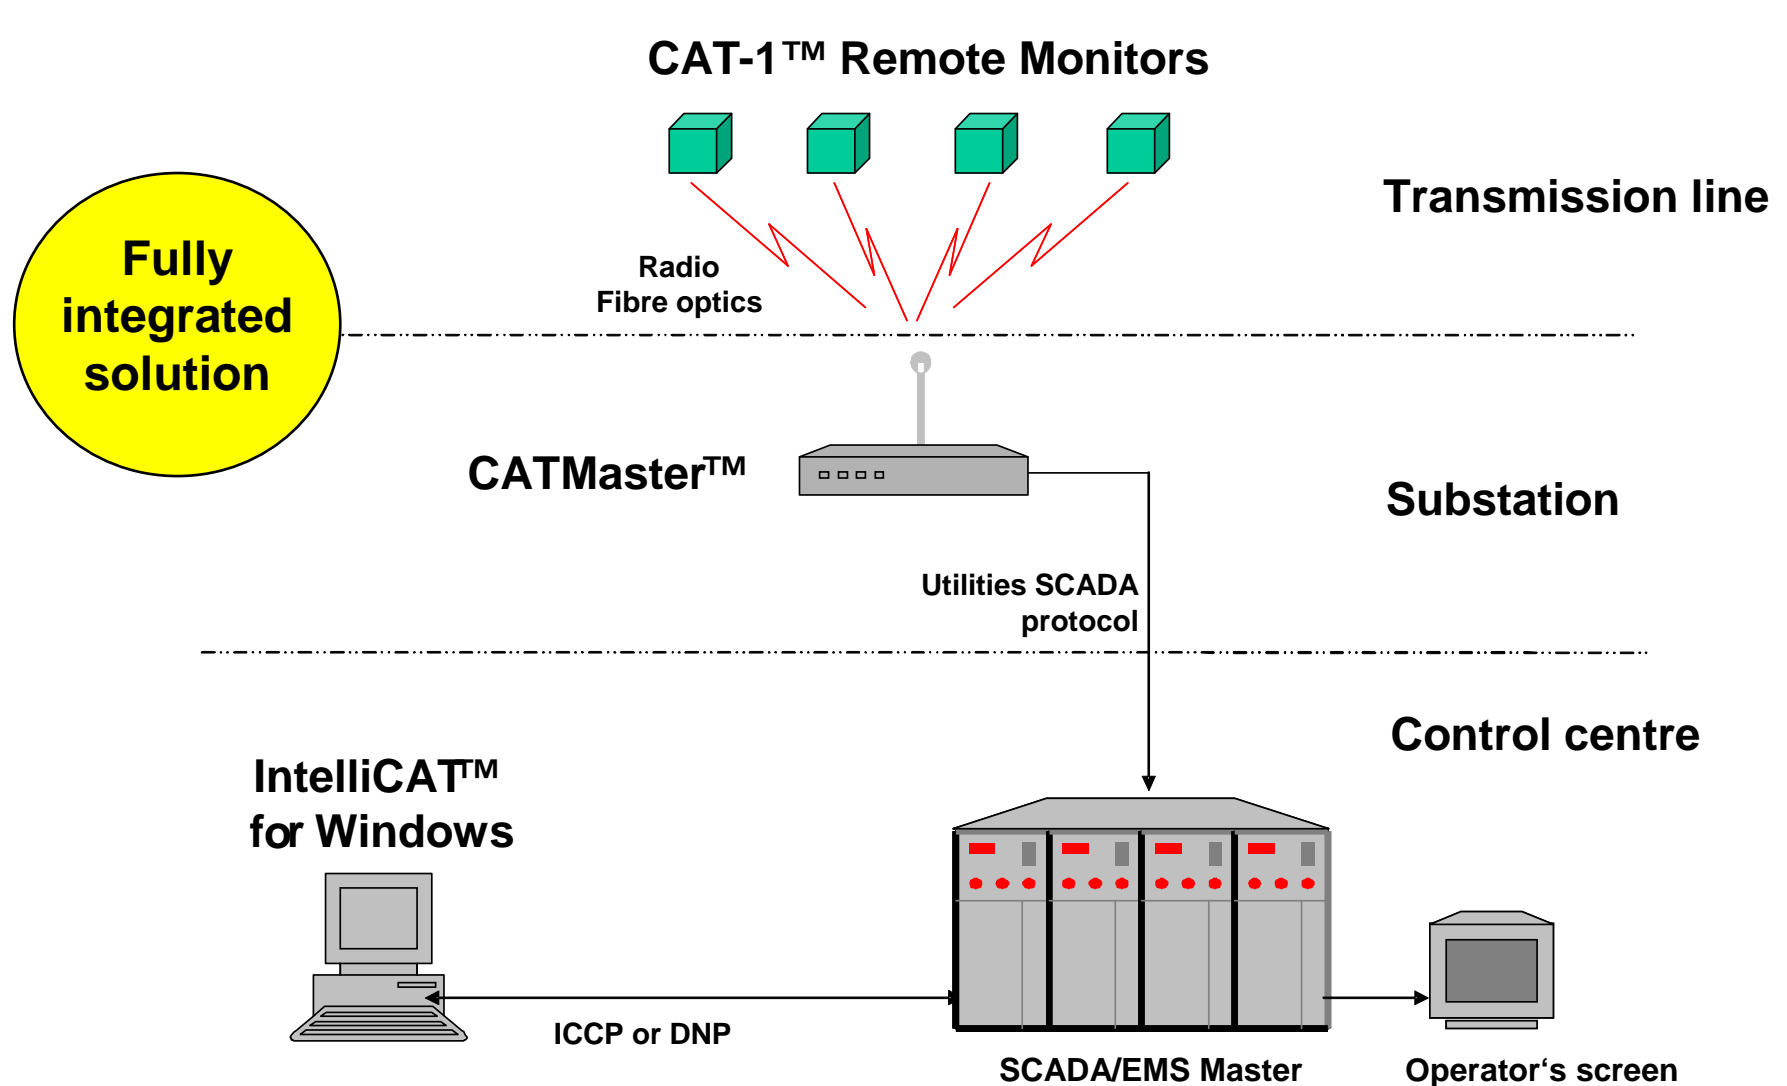 CAT-1™ Remote Monitors
Transmission line
Fully
integrated
solution
Radio
Fibre optics
CATMaster™
Substation
Utilities SCADA
protocol
Control centre
IntelliCAT™
for Windows
ICCP or DNP
SCADA/EMS Master
Operator‘s screen